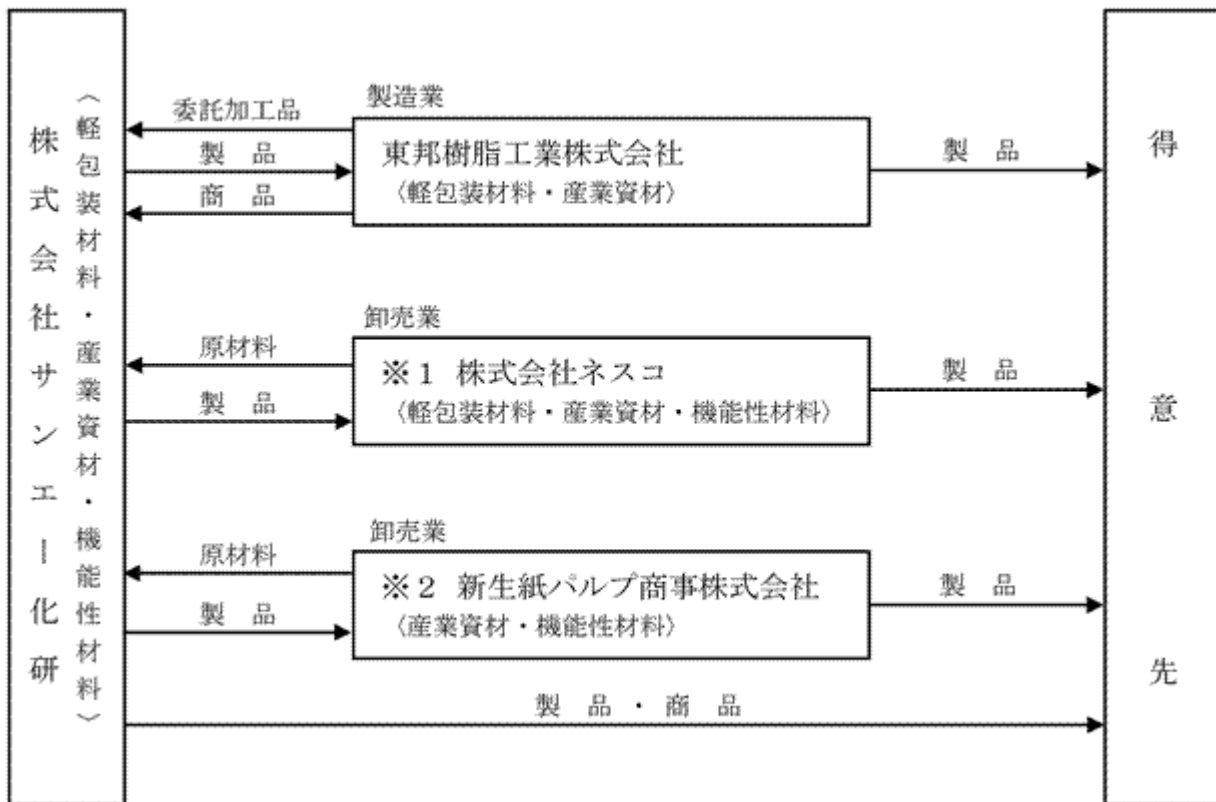 株式会社サンエー化研
〈軽包装材料・産業資材・機能性材料〉
製造業
委託加工品
製品
商品
東邦樹脂工業株式会社
〈軽包装材料・産業資材〉
製品
卸売業
原材料
製品
※1 株式会社ネスコ
〈軽包装材料・産業資材・機能性材料〉
製品
卸売業
原材料
製品
※2 新生紙パルプ商事株式会社
〈産業資材・機能性材料〉
製品
製品・商品
得意先